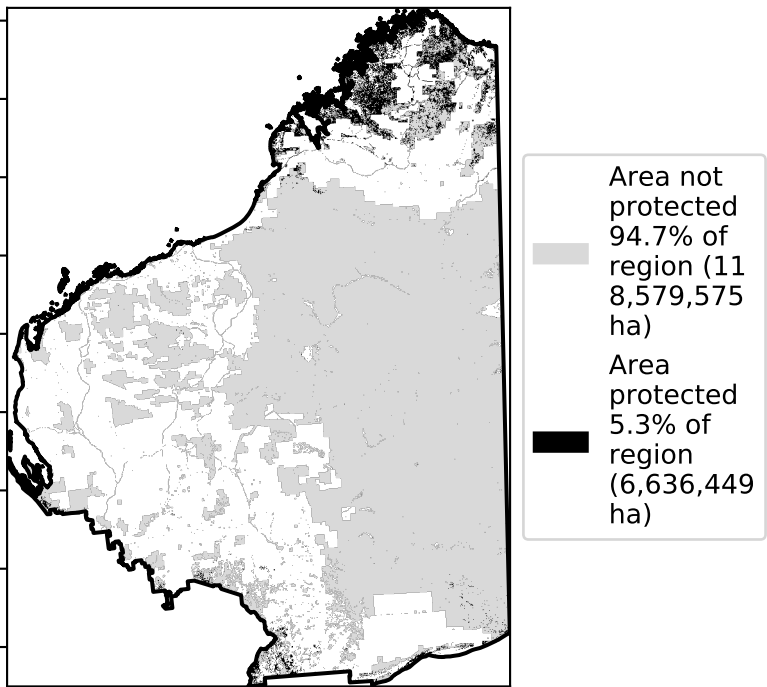 Area not
protected
94.7% of
region (11
8,579,575
ha)
Area
protected
5.3% of
region
(6,636,449
ha)